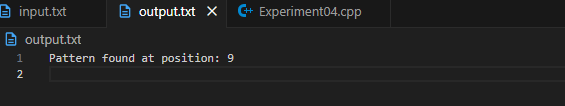 input.txt output.txt Experiment04.cpp
output.txt
1 Pattern found at position: 9
2